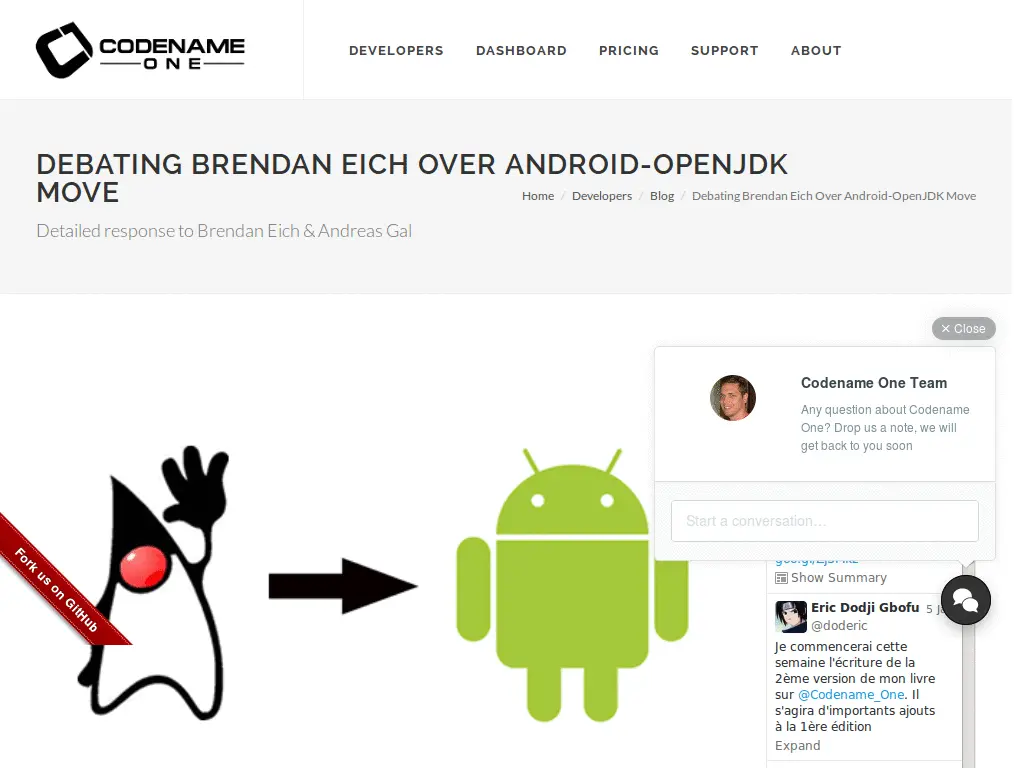 CODENAME
ONE
DEVELOPERS
DASHBOARD
PRICING
SUPPORT
ABOUT
DEBATING BRENDAN EICH OVER ANDROID-OPENJDK
MOVE
Home / Developers / Blog / Debating Brendan Eich Over Android-OpenJDK Move
Detailed response to Brendan Eich & Andreas Gal
× Close
Codename One Team
Any question about Codename
One? Drop us a note, we will
get back to you soon
Start a conversation…
Show Summary
Eric Dodji Gbofu
@doderic
Je commencerai cette
semaine l'écriture de la
2ème version de mon livre
sur @Codename_One. Il
s'agira d'importants ajouts
à la 1ère édition
Expand
Fork us on GitHub